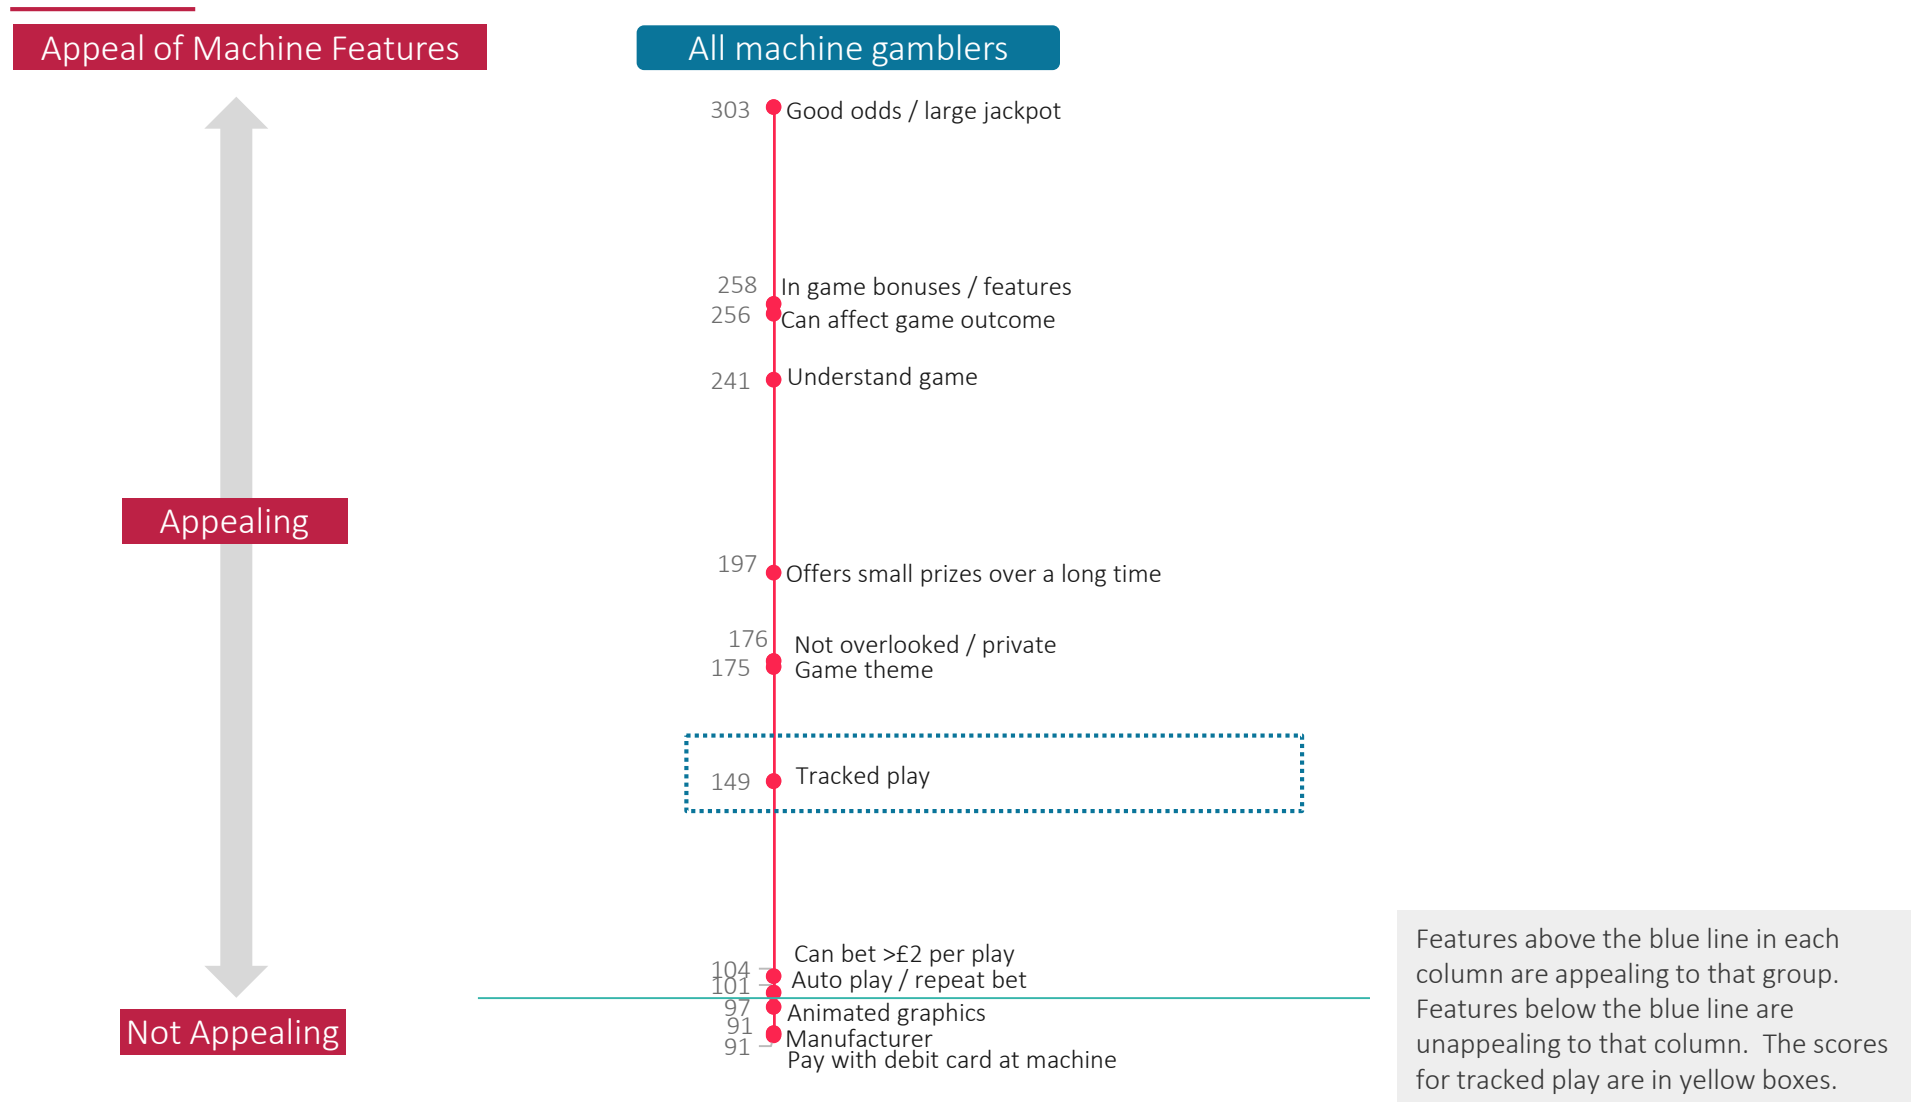 Appeal of Machine Features
All machine gamblers
303 Good odds / large jackpot
258 In game bonuses / features
256 Can affect game outcome
241 Understand game
Appealing
197 Offers small prizes over a long time
176 Not overlooked / private
175 Game theme
149 Tracked play
104 Can bet >£2 per play
101 Auto play / repeat bet
97 Animated graphics
91 Manufacturer
91 Pay with debit card at machine
Not Appealing
Features above the blue line in each
column are appealing to that group.
Features below the blue line are
unappealing to that column. The scores
for tracked play are in yellow boxes.